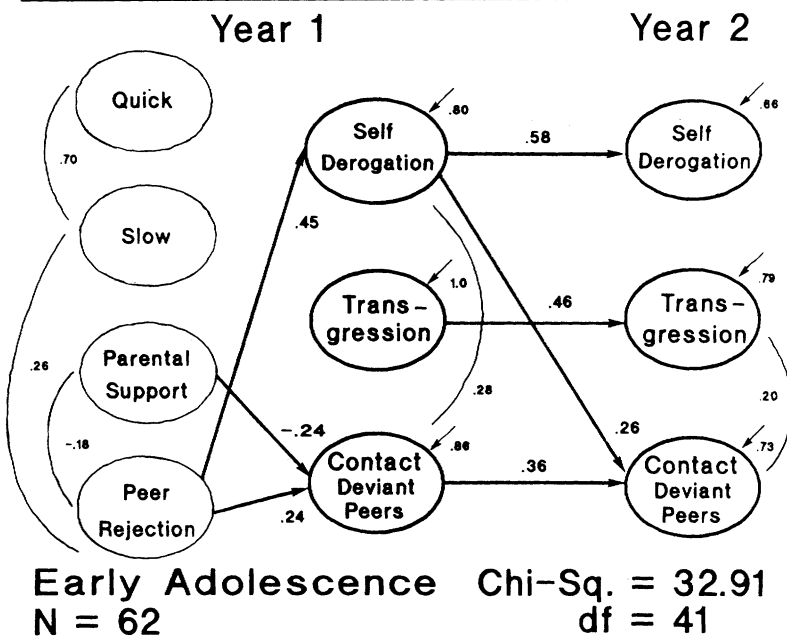 Year 1
Year 2
Quick
.70
Slow
.26
Parental
Support
-.18
Peer
Rejection
.45
-.24
.24
Self
Derogation
.80
Trans-
gression
1.0
.28
Contact
Deviant
Peers
.86
.58
.46
.26
.36
Self
Derogation
.66
Trans-
gression
.79
.20
Contact
Deviant
Peers
.73
Early Adolescence
N = 62
Chi-Sq. = 32.91
df = 41